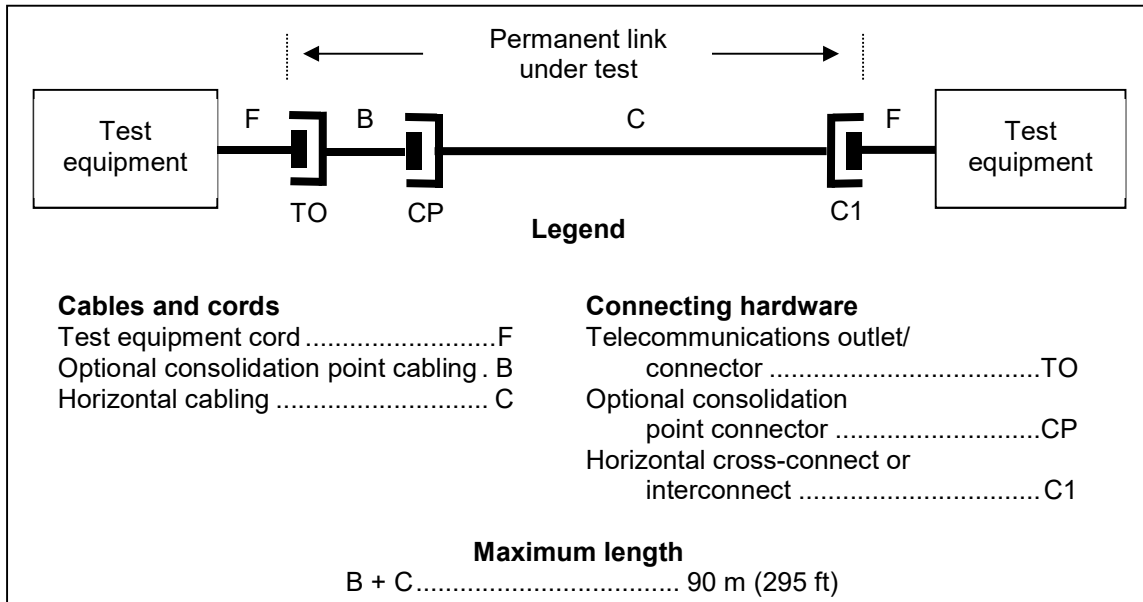 Permanent link
under test
F
B
C
F
Test
equipment
Test
equipment
TO
CP
C1
Legend
Cables and cords
Test equipment cord ..........................F
Optional consolidation point cabling . B
Horizontal cabling .............................. C
Connecting hardware
Telecommunications outlet/
connector .......................................TO
Optional consolidation
point connector .............................CP
Horizontal cross-connect or
interconnect ..................................C1
Maximum length
B + C.................................. 90 m (295 ft)